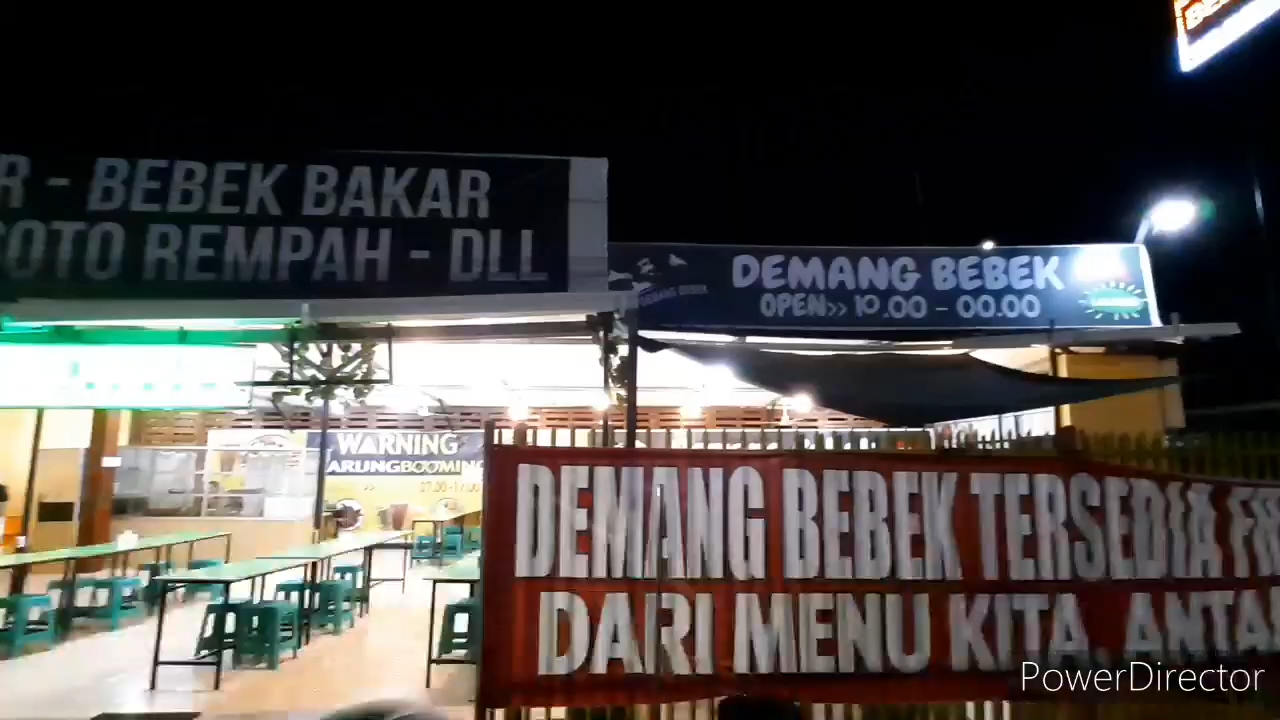 - BEBEK BAKAR
SOTO REMPAH - DLL
DEMANG BEBEK
OPEN>> 10.00 - 00.00
WARNING
ARUNGBOOMING
DEMANG BEBEK TERSEDIA
DARI MENU KITA, ANTA
PowerDirector